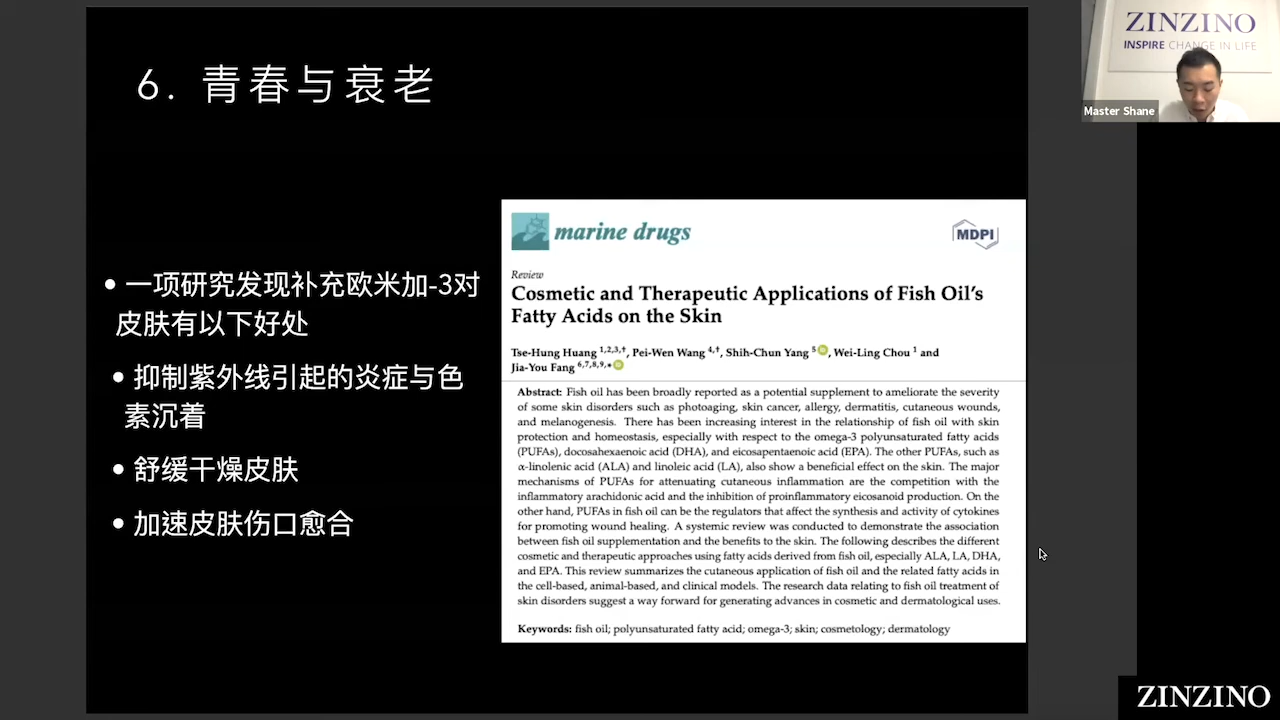 6. 青春与衰老
• 一项研究发现补充欧米加-3对
皮肤有以下好处
• 抑制紫外线引起的炎症与色
素沉着
• 舒缓干燥皮肤
• 加速皮肤伤口愈合
marine drugs
MDPI
Review
Cosmetic and Therapeutic Applications of Fish Oil's
Fatty Acids on the Skin
Tse-Hung Huang 1,2,3,†, Pei-Wen Wang 4,†, Shih-Chun Yang 5, Wei-Ling Chou 1 and
Jia-You Fang 6,7,8,9,*
Abstract: Fish oil has been broadly reported as a potential supplement to ameliorate the severity
of some skin disorders such as photoaging, skin cancer, allergy, dermatitis, cutaneous wounds,
and melanogenesis. There has been increasing interest in the relationship of fish oil with skin
protection and homeostasis, especially with respect to the omega-3 polyunsaturated fatty acids
(PUFAs), docosahexaenoic acid (DHA), and eicosapentaenoic acid (EPA). The other PUFAs, such as
α-linolenic acid (ALA) and linoleic acid (LA), also show a beneficial effect on the skin. The major
mechanisms of PUFAs for attenuating cutaneous inflammation are the competition with the
inflammatory arachidonic acid and the inhibition of proinflammatory eicosanoid production. On the
other hand, PUFAs in fish oil can be the regulators that affect the synthesis and activity of cytokines
for promoting wound healing. A systemic review was conducted to demonstrate the association
between fish oil supplementation and the benefits to the skin. The following describes the different
cosmetic and therapeutic approaches using fatty acids derived from fish oil, especially ALA, LA, DHA,
and EPA. This review summarizes the cutaneous application of fish oil and the related fatty acids in
the cell-based, animal-based, and clinical models. The research data relating to fish oil treatment of
skin disorders suggest a way forward for generating advances in cosmetic and dermatological uses.
Keywords: fish oil; polyunsaturated fatty acid; omega-3; skin; cosmetology; dermatology
ZINZINO
INSPIRE CHANGE IN LIFE
Master Shane
ZINZINO